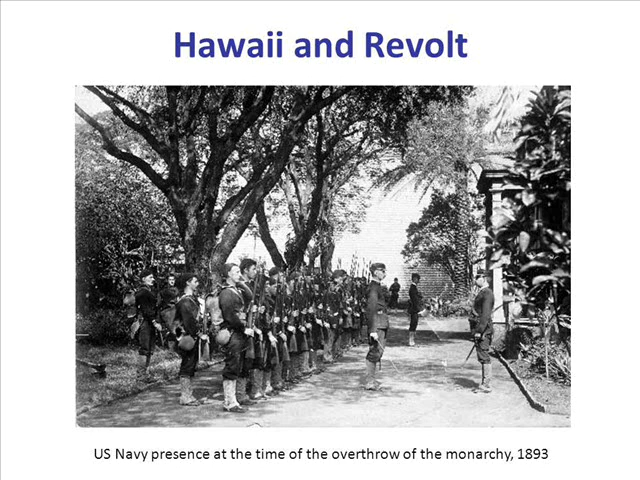 Hawaii and Revolt
US Navy presence at the time of the overthrow of the monarchy, 1893